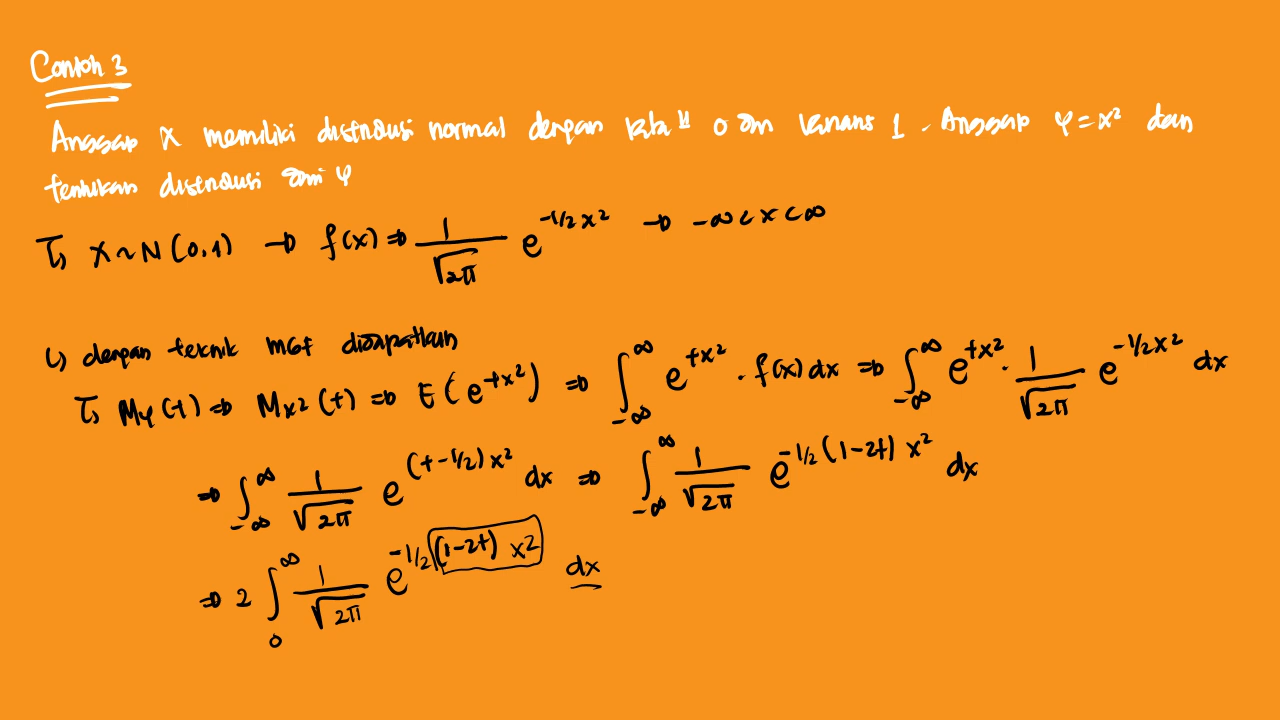 Contoh 3
Anggap X memiliki distribusi normal dengan rata" 0 dan varians 1. Anggap Y = x² dan
tentukan distribusi dari Y
↳ X ~ N (0,1) → f(x) ⇒ 1/√2π e^(-1/2 x²) → -∞ < x < ∞
↳ dengan teknik MGF didapatkan
↳ My(t) ⇒ Mx²(t) ⇒ E(e^(tx²)) ⇒ ∫_{-∞}^{∞} e^(tx²) . f(x) dx ⇒ ∫_{-∞}^{∞} e^(tx²) . 1/√2π e^(-1/2 x²) dx
⇒ ∫_{-∞}^{∞} 1/√2π e^((t-1/2) x²) dx ⇒ ∫_{-∞}^{∞} 1/√2π e^(-1/2 (1-2t) x²) dx
⇒ 2 ∫_{0}^{∞} 1/√2π e^(-1/2 (1-2t) x²) dx